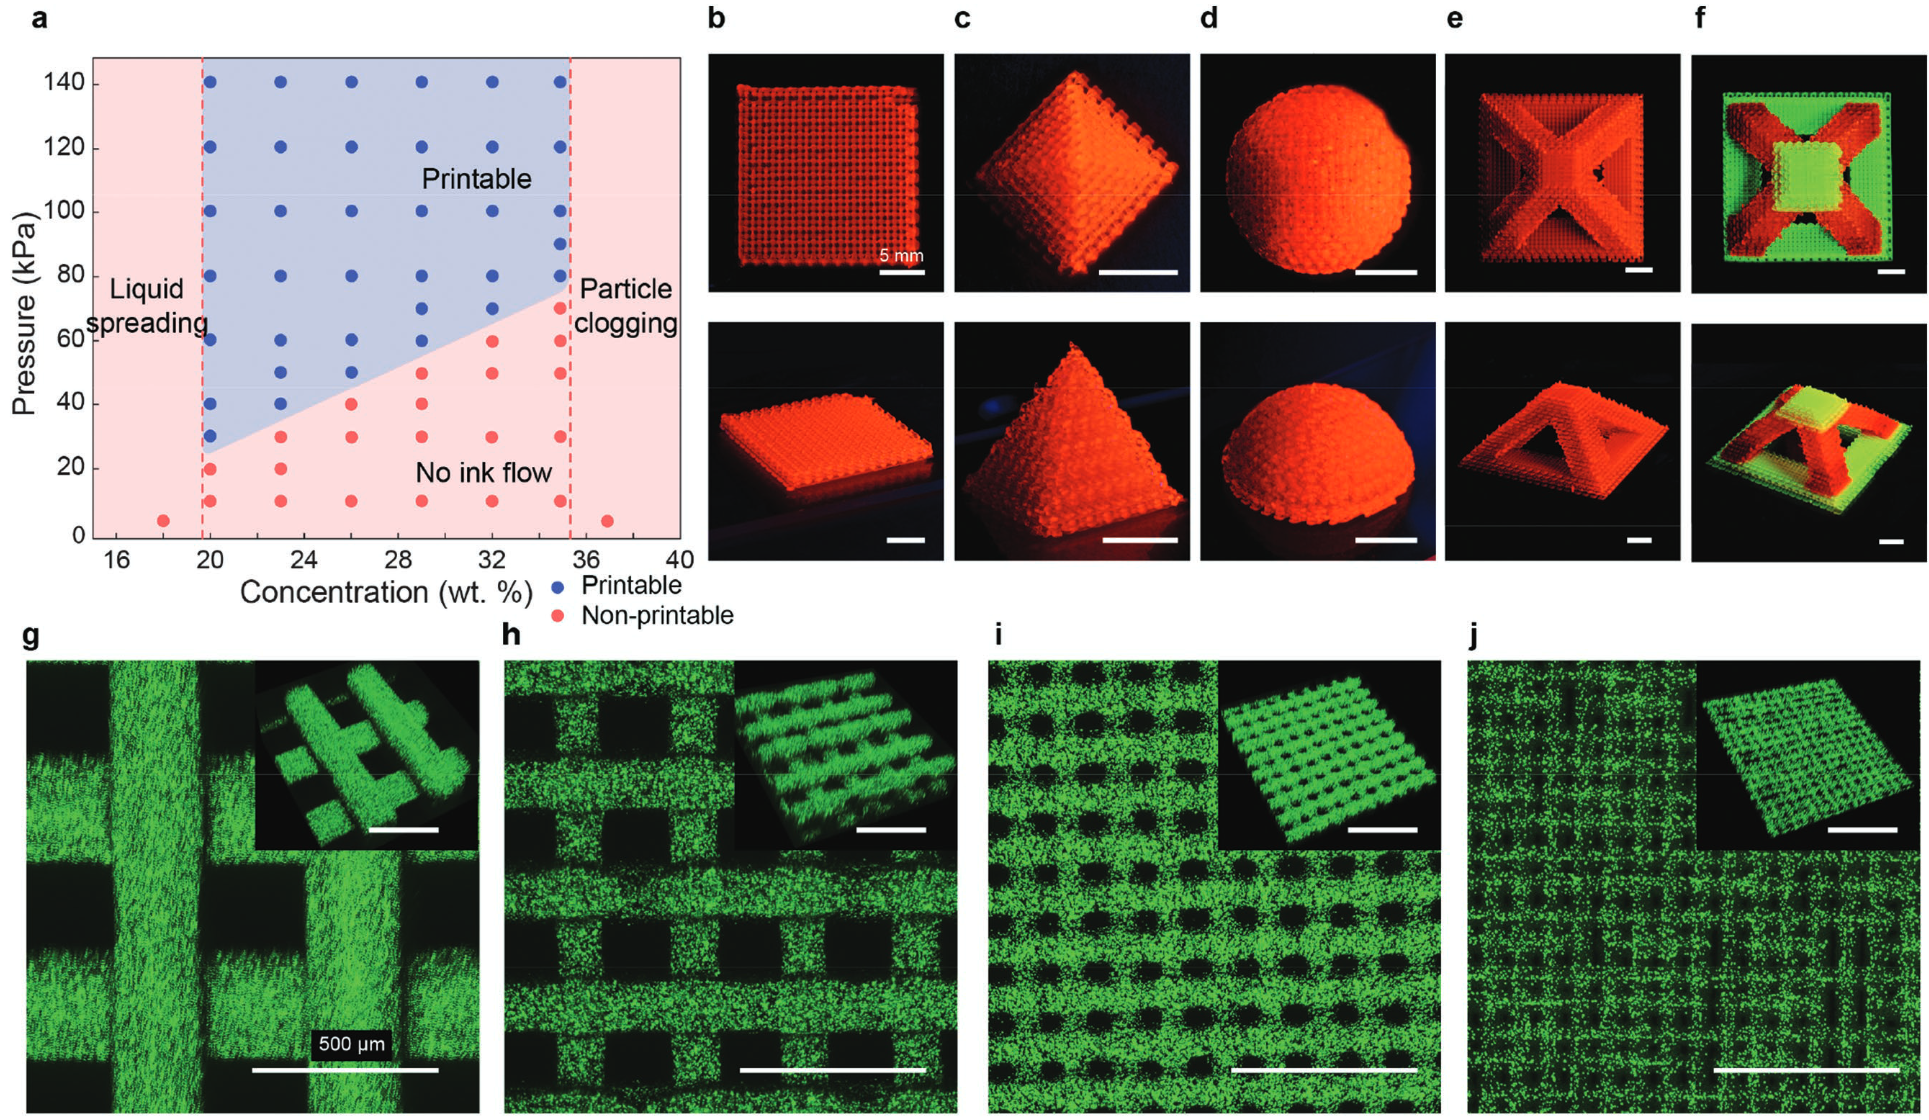 a
b
c
d
e
f
140
120
100
80
60
40
20
0
Pressure (kPa)
Printable
Liquid
spreading
Particle
clogging
No ink flow
16
20
24
28
32
36
40
Concentration (wt. %)
Printable
Non-printable
5 mm
g
h
i
j
500 µm